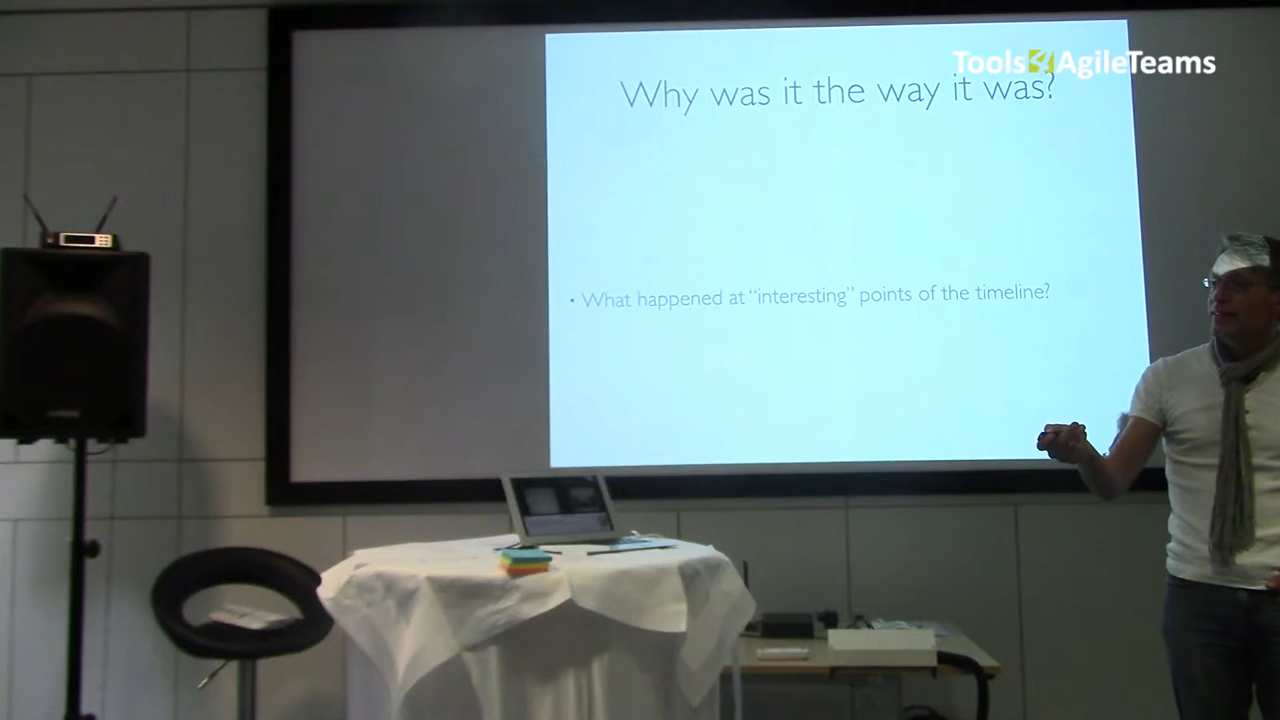 Tools4AgileTeams
Why was it the way it was?
• What happened at “interesting” points of the timeline?